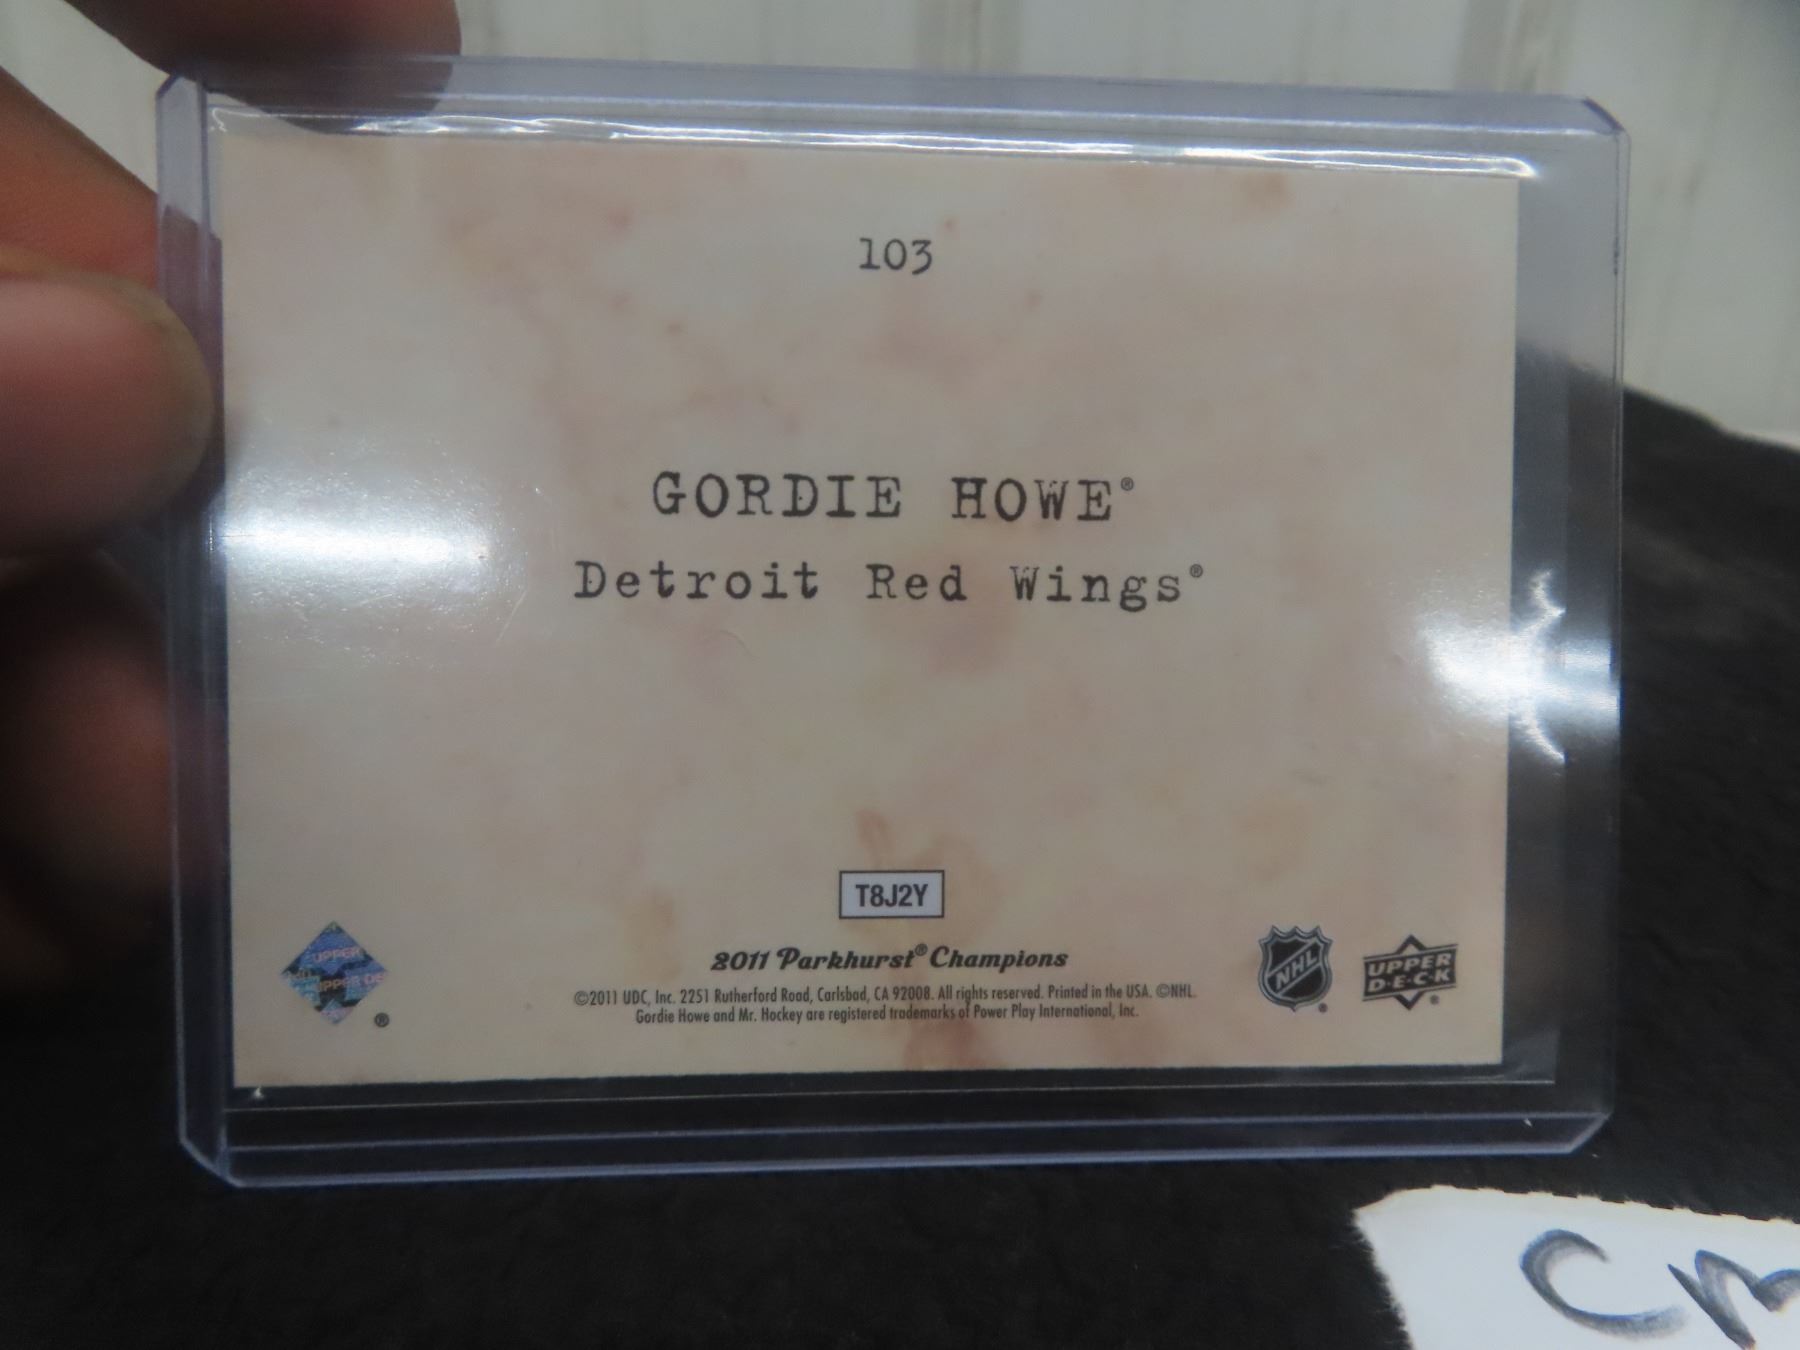 103
GORDIE HOWE®
Detroit Red Wings®
T8J2Y
2011 Parkhurst® Champions
©2011 UDC, Inc. 2251 Rutherford Road, Carlsbad, CA 92008. All rights reserved. Printed in the USA. ©NHL.
Gordie Howe and Mr. Hockey are registered trademarks of Power Play International, Inc.
UPPER
®
NHL
®
UPPER
D·E·C·K
®